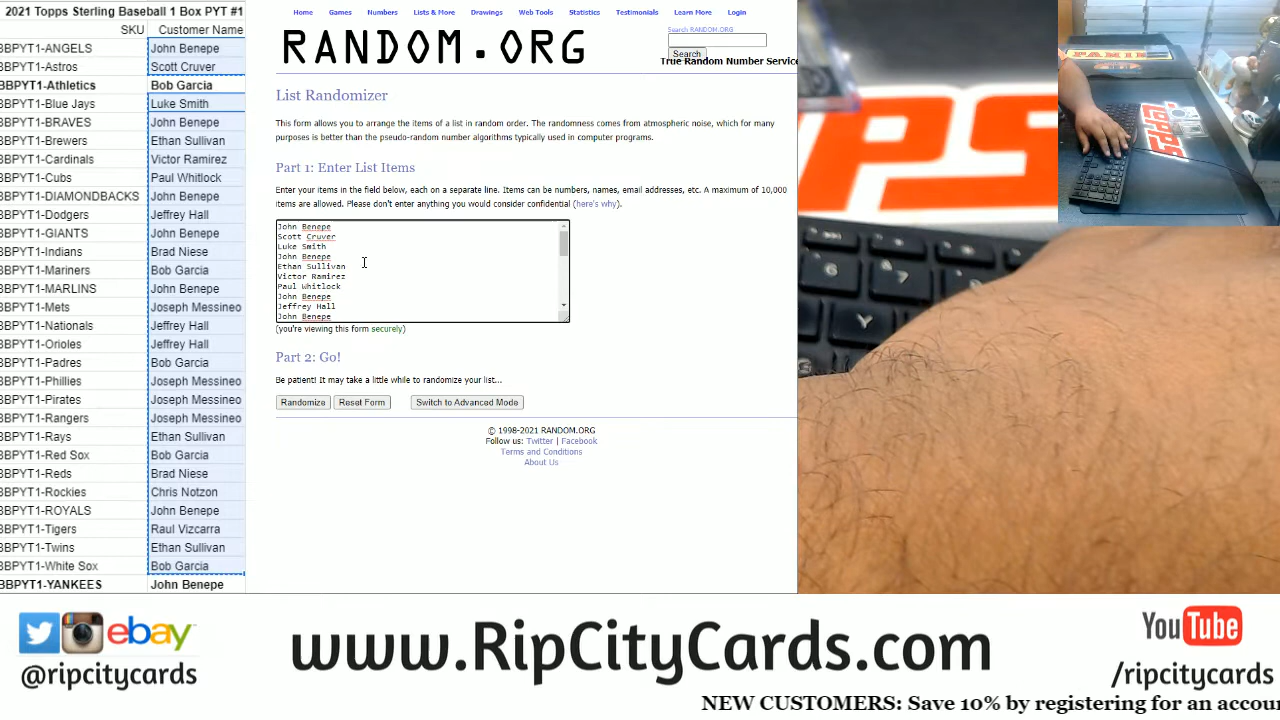 2021 Topps Sterling Baseball 1 Box PYT #1
SKU Customer Name
BBPYT1-ANGELS John Benepe
BBPYT1-Astros Scott Cruver
BBPYT1-Athletics Bob Garcia
BBPYT1-Blue Jays Luke Smith
BBPYT1-BRAVES John Benepe
BBPYT1-Brewers Ethan Sullivan
BBPYT1-Cardinals Victor Ramirez
BBPYT1-Cubs Paul Whitlock
BBPYT1-DIAMONDBACKS John Benepe
BBPYT1-Dodgers Jeffrey Hall
BBPYT1-GIANTS John Benepe
BBPYT1-Indians Brad Niese
BBPYT1-Mariners Bob Garcia
BBPYT1-MARLINS John Benepe
BBPYT1-Mets Joseph Messineo
BBPYT1-Nationals Jeffrey Hall
BBPYT1-Orioles Jeffrey Hall
BBPYT1-Padres Bob Garcia
BBPYT1-Phillies Joseph Messineo
BBPYT1-Pirates Joseph Messineo
BBPYT1-Rangers Joseph Messineo
BBPYT1-Rays Ethan Sullivan
BBPYT1-Red Sox Bob Garcia
BBPYT1-Reds Brad Niese
BBPYT1-Rockies Chris Notzon
BBPYT1-ROYALS John Benepe
BBPYT1-Tigers Raul Vizcarra
BBPYT1-Twins Ethan Sullivan
BBPYT1-White Sox Bob Garcia
BBPYT1-YANKEES John Benepe
Home Games Numbers Lists & More Drawings Web Tools Statistics Testimonials Learn More Login
RANDOM.ORG
Search RANDOM.ORG
Search
True Random Number Service
List Randomizer
This form allows you to arrange the items of a list in random order. The randomness comes from atmospheric noise, which for many
purposes is better than the pseudo-random number algorithms typically used in computer programs.
Part 1: Enter List Items
Enter your items in the field below, each on a separate line. Items can be numbers, names, email addresses, etc. A maximum of 10,000
items are allowed. Please don't enter anything you would consider confidential (here's why).
John Benepe
Scott Cruver
Luke Smith
John Benepe
Ethan Sullivan
Victor Ramirez
Paul Whitlock
John Benepe
Jeffrey Hall
John Benepe
(you're viewing this form securely)
Part 2: Go!
Be patient! It may take a little while to randomize your list...
Randomize Reset Form Switch to Advanced Mode
© 1998-2021 RANDOM.ORG
Follow us: Twitter | Facebook
Terms and Conditions
About Us
TOPPS
6
7
Y
ebay
@ripcitycards
www.RipCityCards.com
YouTube
/ripcitycards
NEW CUSTOMERS: Save 10% by registering for an accou